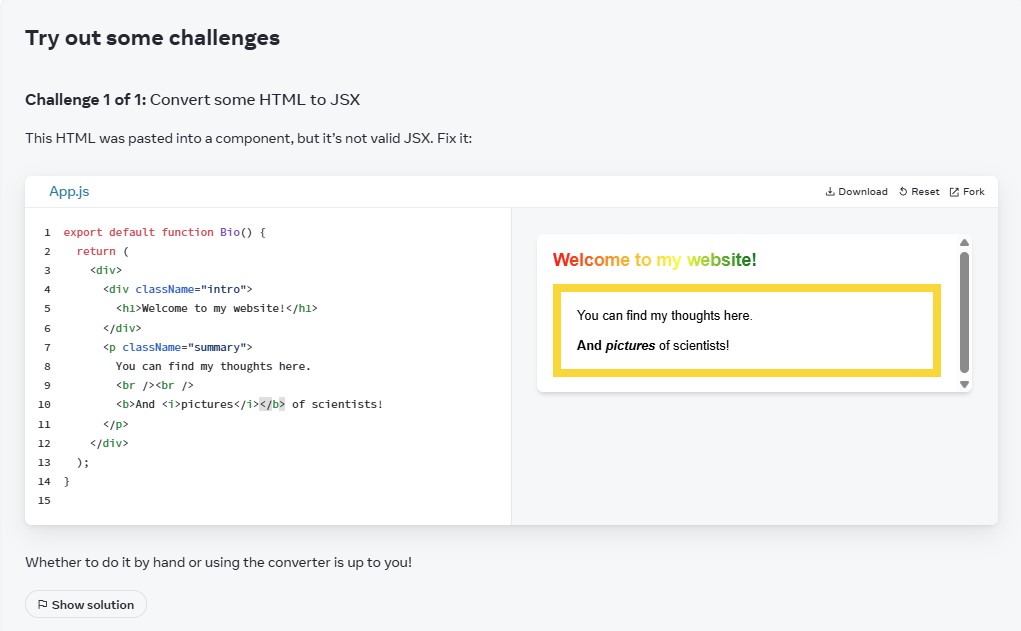 Try out some challenges
Challenge 1 of 1: Convert some HTML to JSX
This HTML was pasted into a component, but it’s not valid JSX. Fix it:
App.js
Download Reset Fork
1 export default function Bio() {
2   return (
3     <div>
4       <div className="intro">
5         <h1>Welcome to my website!</h1>
6       </div>
7       <p className="summary">
8         You can find my thoughts here.
9         <br /><br />
10         <b>And <i>pictures</i></b> of scientists!
11       </p>
12     </div>
13   );
14 }
15
Welcome to my website!
You can find my thoughts here.
And pictures of scientists!
Whether to do it by hand or using the converter is up to you!
Show solution